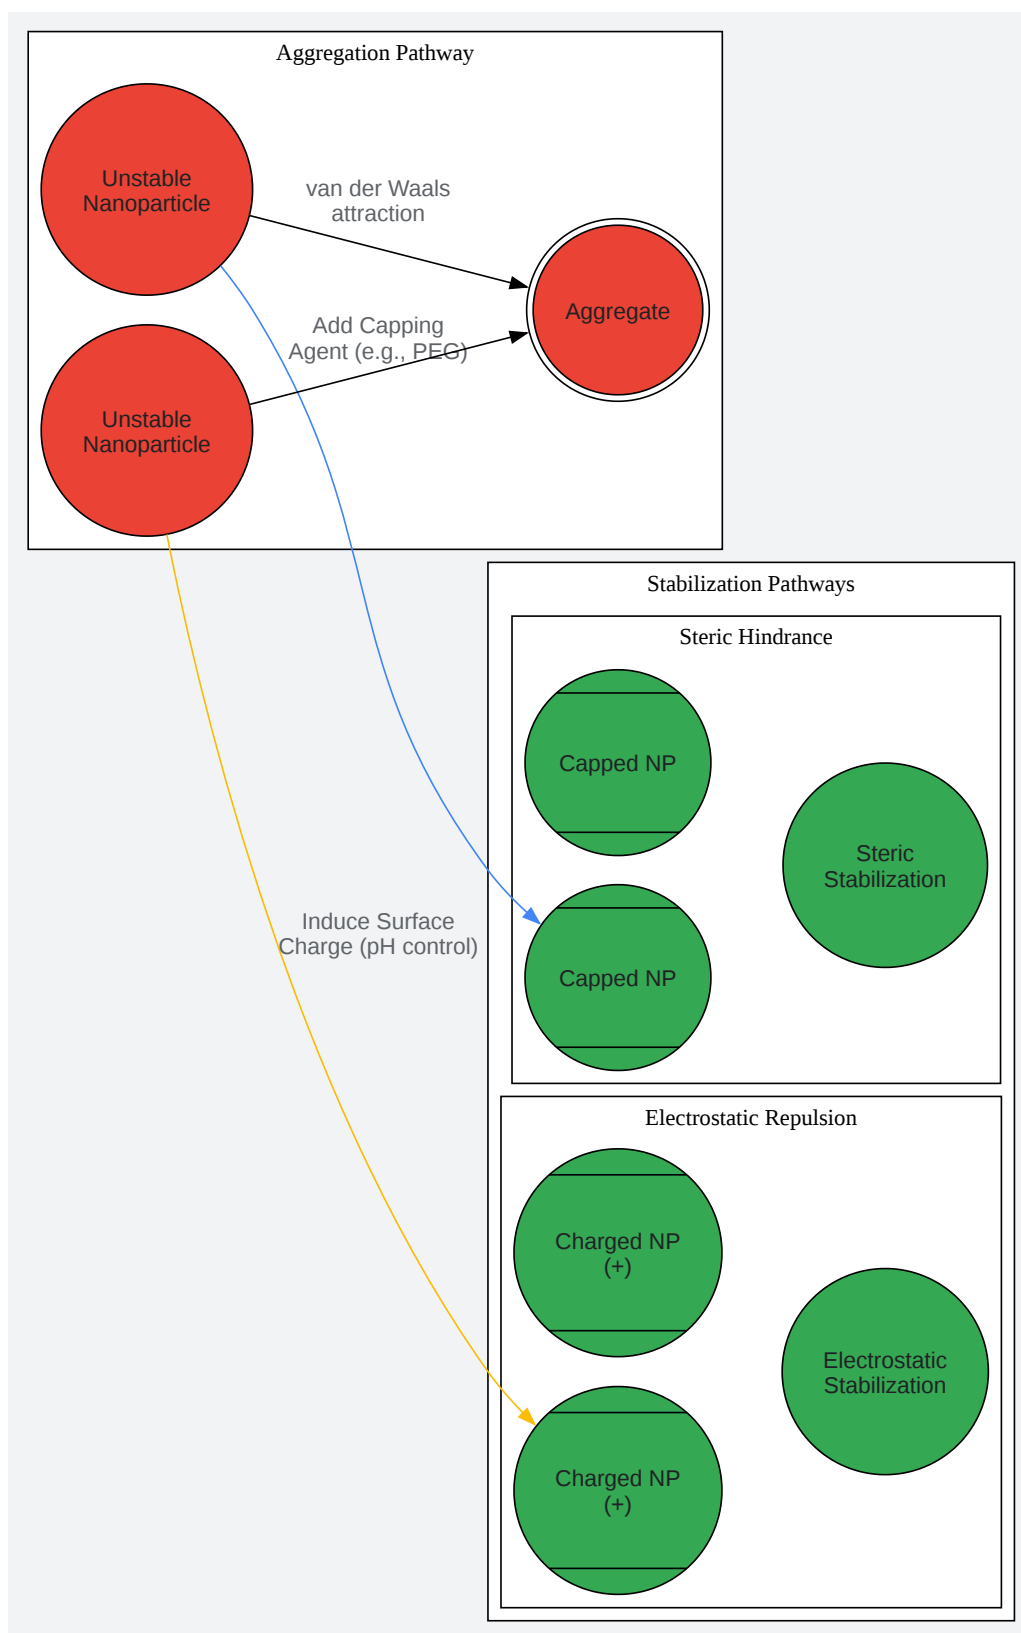 Aggregation Pathway
Unstable
Nanoparticle
van der Waals
attraction
Aggregate
Add Capping
Agent (e.g., PEG)
Unstable
Nanoparticle
Stabilization Pathways
Steric Hindrance
Capped NP
Steric
Stabilization
Capped NP
Induce Surface
Charge (pH control)
Electrostatic Repulsion
Charged NP
(+)
Electrostatic
Stabilization
Charged NP
(+)